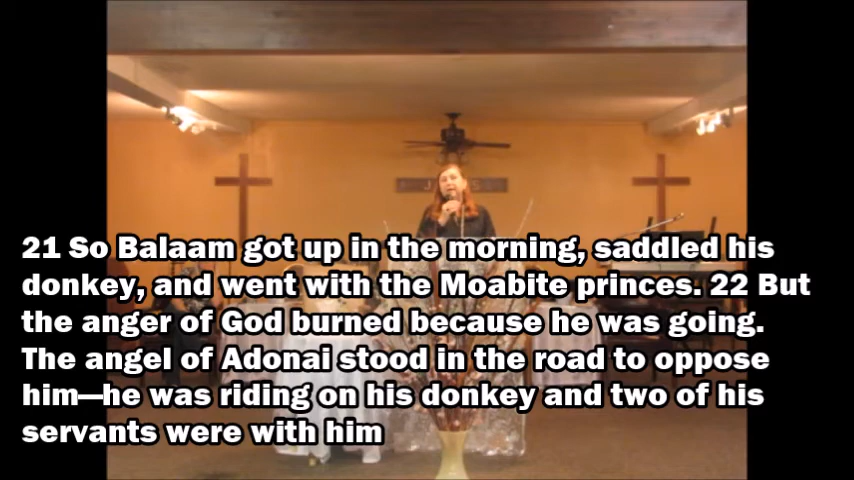 21 So Balaam got up in the morning, saddled his
donkey, and went with the Moabite princes. 22 But
the anger of God burned because he was going.
The angel of Adonai stood in the road to oppose
him—he was riding on his donkey and two of his
servants were with him